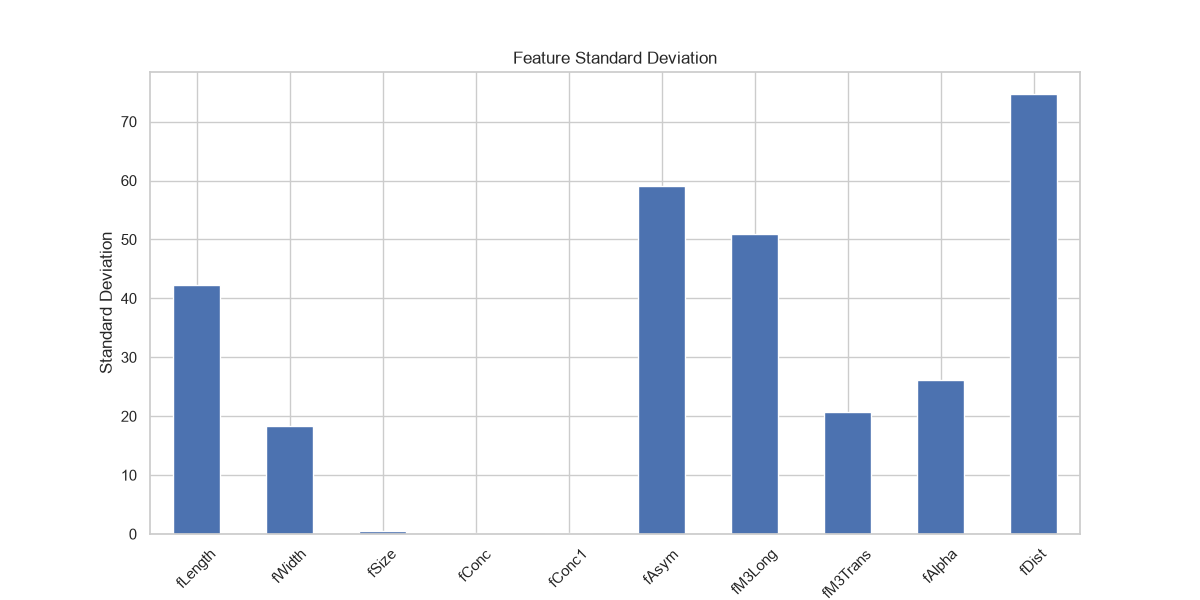 Feature Standard Deviation
Standard Deviation
70
60
50
40
30
20
10
0
fLength
fWidth
fSize
fConc
fConc1
fAsym
fM3Long
fM3Trans
fAlpha
fDist